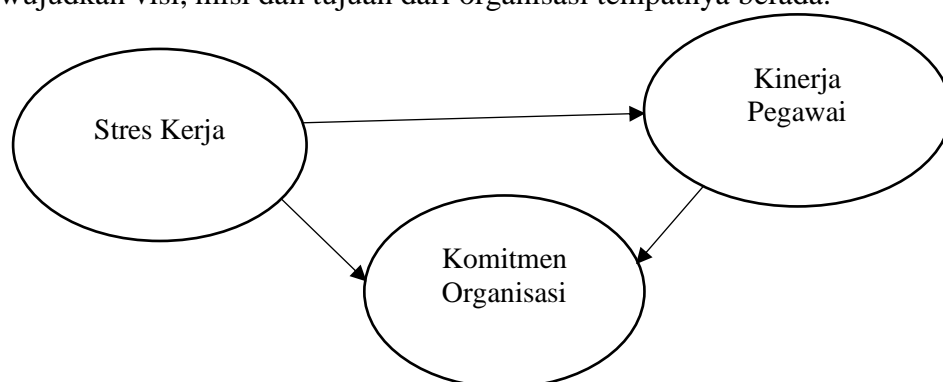 wujudkan visi, misi dan tujuan dari organisasi tempatnya berada.
Stres Kerja
Kinerja
Pegawai
Komitmen
Organisasi